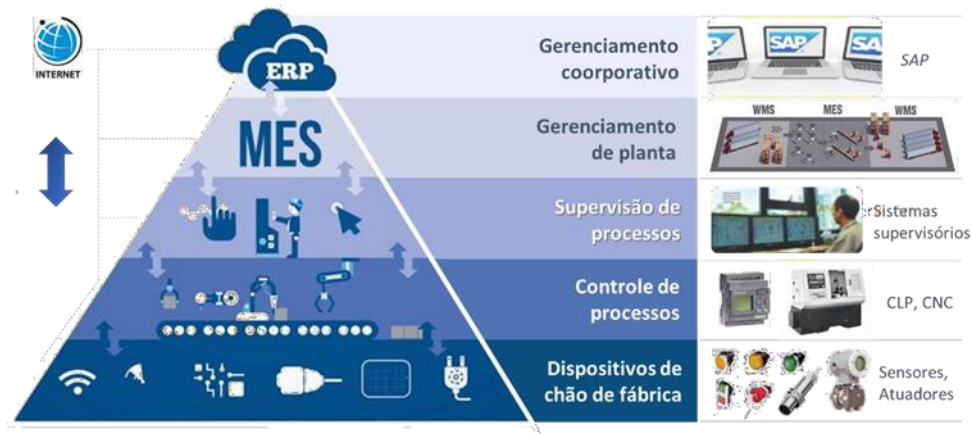 INTERNET
ERP
Gerenciamento
coorporativo
SAP
SAP
SAP
MES
Gerenciamento
de planta
WMS
MES
WMS
Supervisão de
processos
Sistemas
supervisórios
Controle de
processos
CLP, CNC
Dispositivos de
chão de fábrica
Sensores,
Atuadores